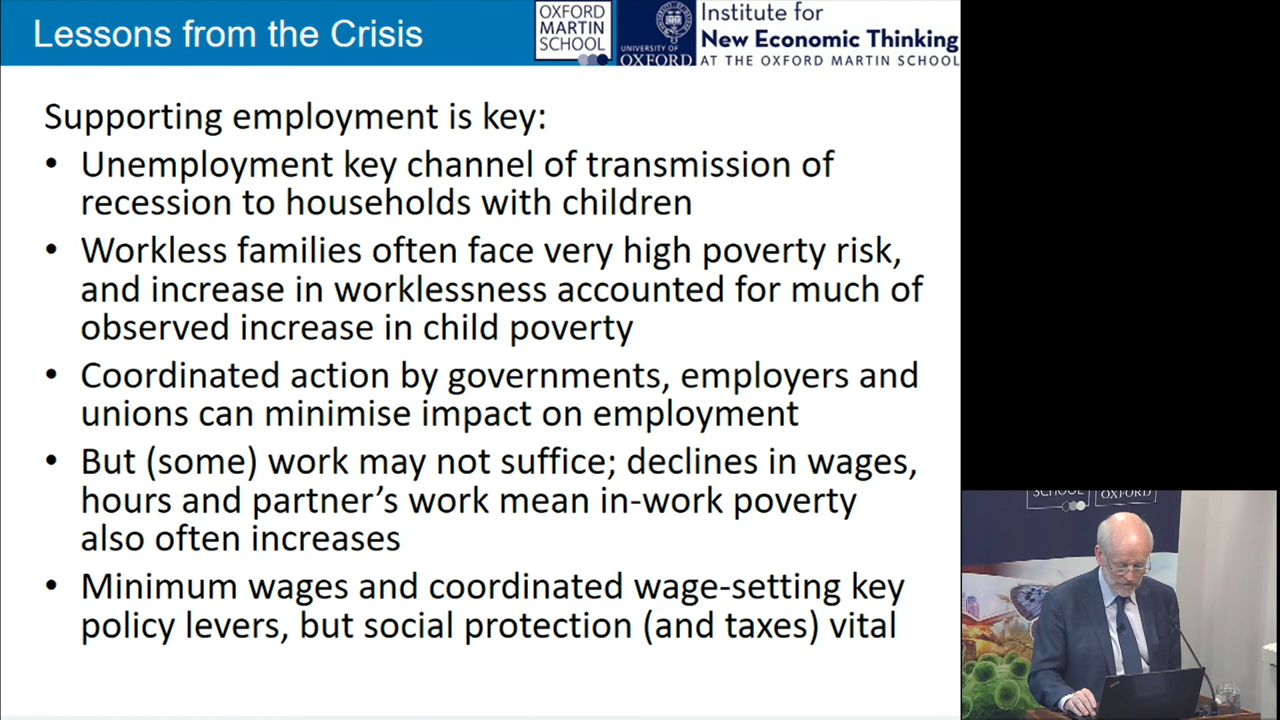 Lessons from the Crisis
OXFORD
MARTIN
SCHOOL
UNIVERSITY OF
OXFORD
Institute for
New Economic Thinking
AT THE OXFORD MARTIN SCHOOL
Supporting employment is key:
• Unemployment key channel of transmission of
recession to households with children
• Workless families often face very high poverty risk,
and increase in worklessness accounted for much of
observed increase in child poverty
• Coordinated action by governments, employers and
unions can minimise impact on employment
• But (some) work may not suffice; declines in wages,
hours and partner’s work mean in-work poverty
also often increases
• Minimum wages and coordinated wage-setting key
policy levers, but social protection (and taxes) vital
SCHOOL
OXFORD